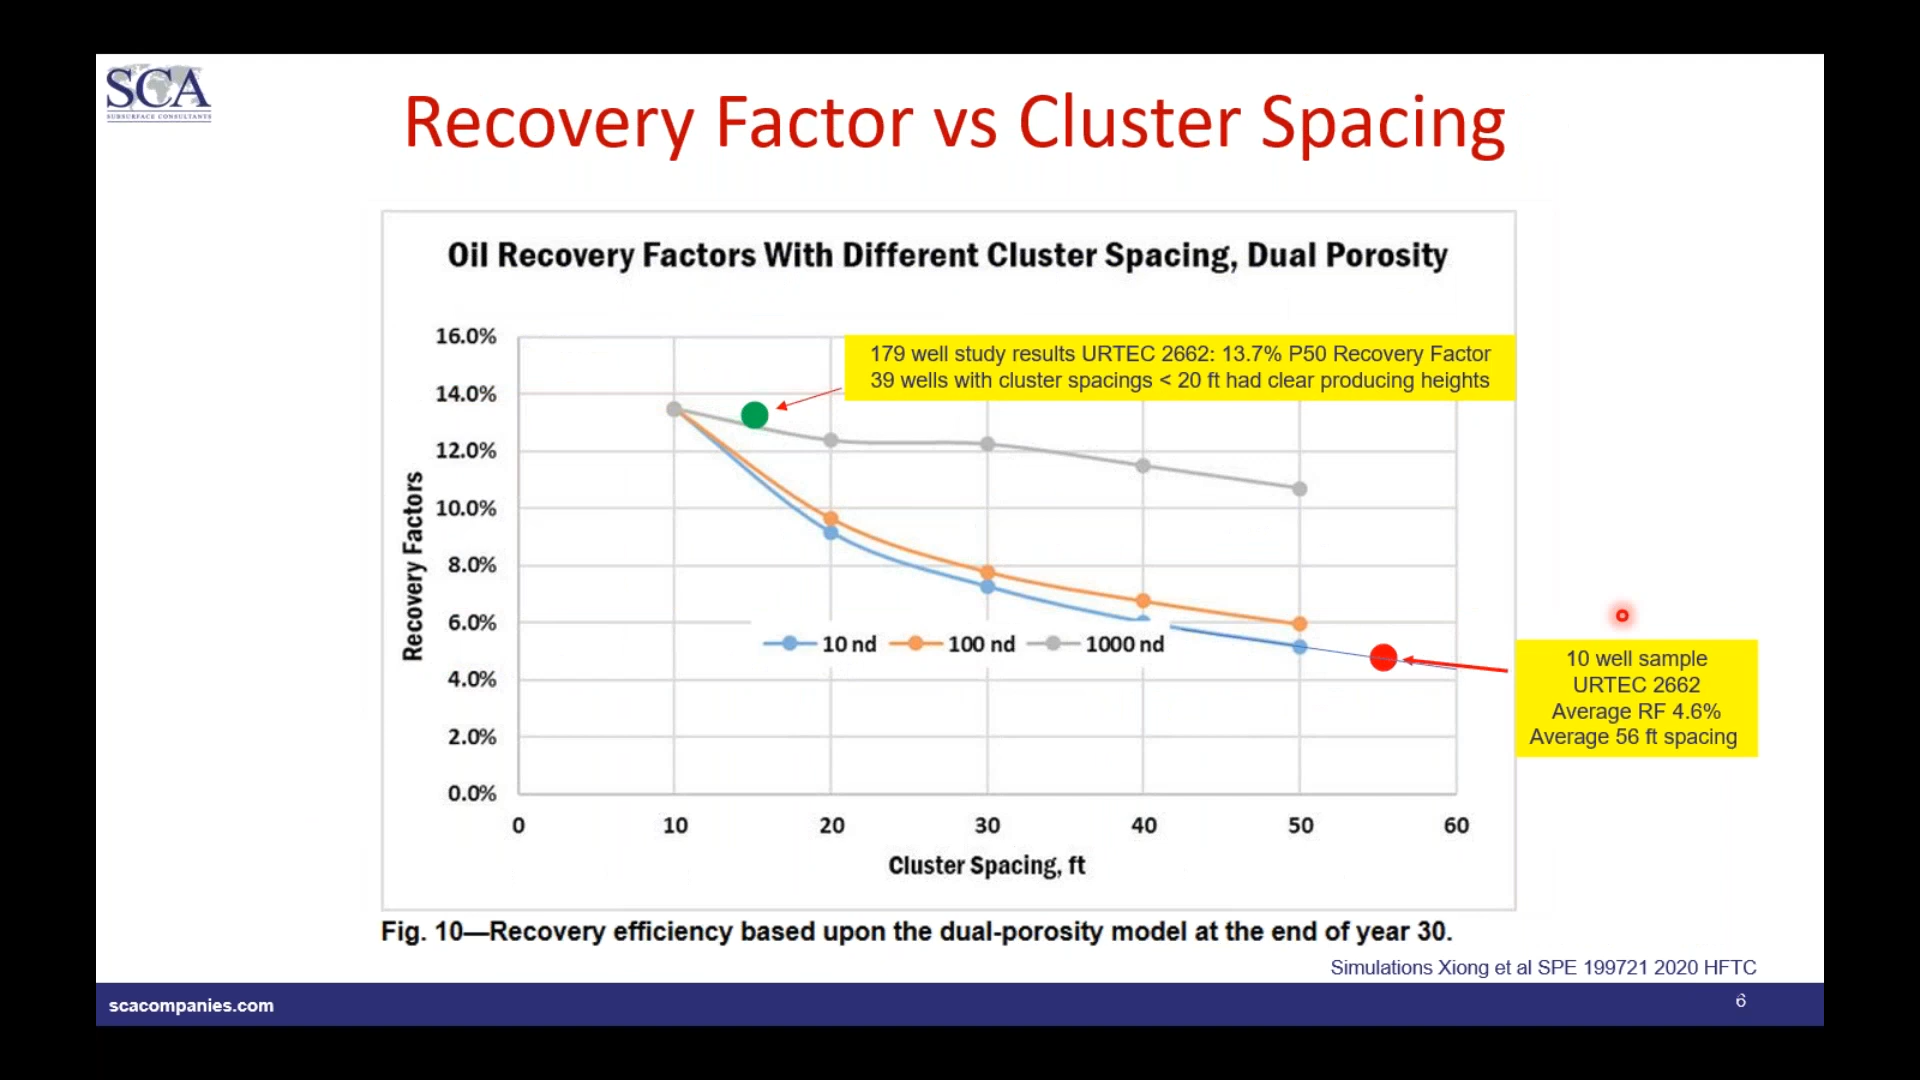 SCA
SUBSURFACE CONSULTANTS
Recovery Factor vs Cluster Spacing
Oil Recovery Factors With Different Cluster Spacing, Dual Porosity
16.0%
14.0%
12.0%
10.0%
8.0%
6.0%
4.0%
2.0%
0.0%
Recovery Factors
179 well study results URTEC 2662: 13.7% P50 Recovery Factor
39 wells with cluster spacings < 20 ft had clear producing heights
10 nd 100 nd 1000 nd
10 well sample
URTEC 2662
Average RF 4.6%
Average 56 ft spacing
0 10 20 30 40 50 60
Cluster Spacing, ft
Fig. 10—Recovery efficiency based upon the dual-porosity model at the end of year 30.
Simulations Xiong et al SPE 199721 2020 HFTC
scacompanies.com
6